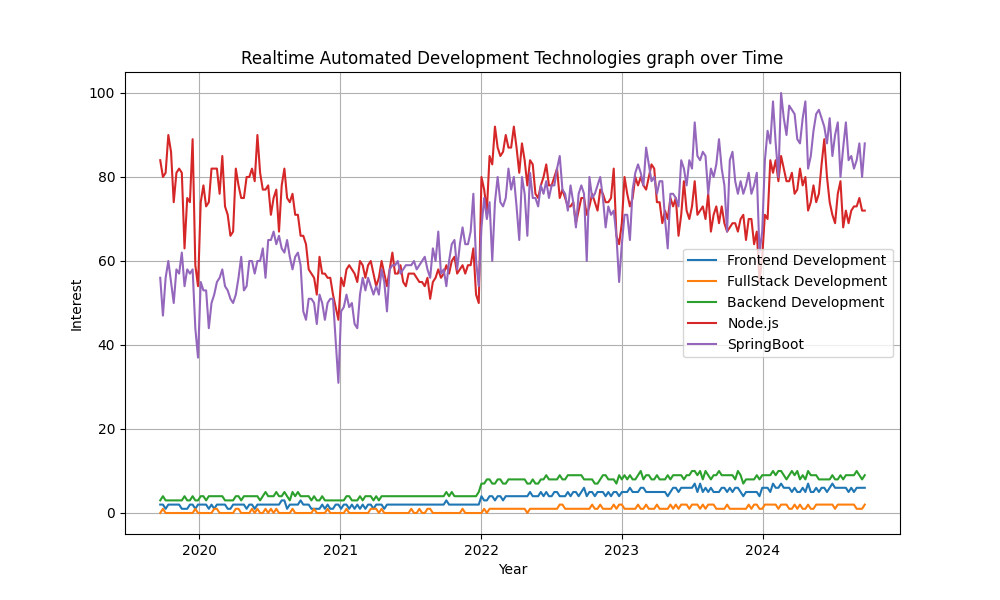 Realtime Automated Development Technologies graph over Time
100
80
60
40
20
0
Interest
Frontend Development
FullStack Development
Backend Development
Node.js
SpringBoot
2020
2021
2022
2023
2024
Year